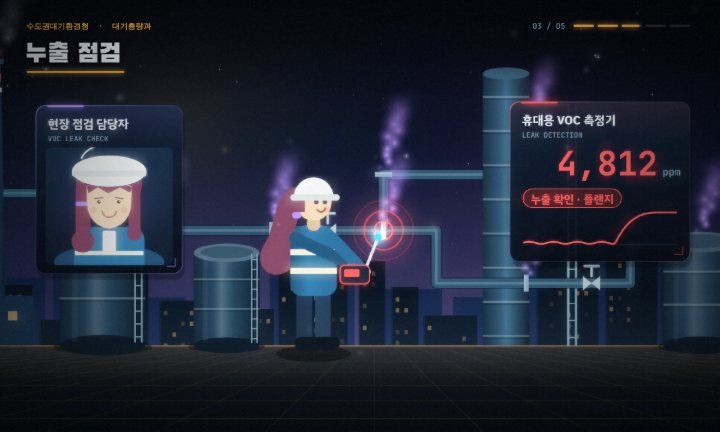 수도권대기환경청 · 대기총량과
누출 점검
03 / 05
현장 점검 담당자
VOC LEAK CHECK
휴대용 VOC 측정기
LEAK DETECTION
4,812 ppm
누출 확인 · 플랜지